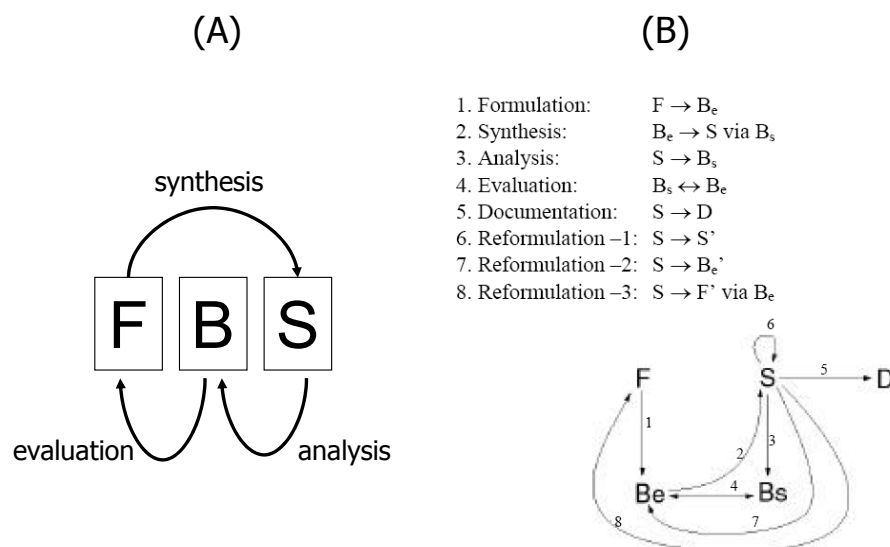 (A)
(B)
synthesis
F B S
evaluation
analysis
1. Formulation: F → Bₑ
2. Synthesis: Bₑ → S via Bₛ
3. Analysis: S → Bₛ
4. Evaluation: Bₛ ↔ Bₑ
5. Documentation: S → D
6. Reformulation –1: S → S’
7. Reformulation –2: S → Bₑ’
8. Reformulation –3: S → F’ via Bₑ
6
F S 5 D
1
3
2
Be 4 Bs
8 7